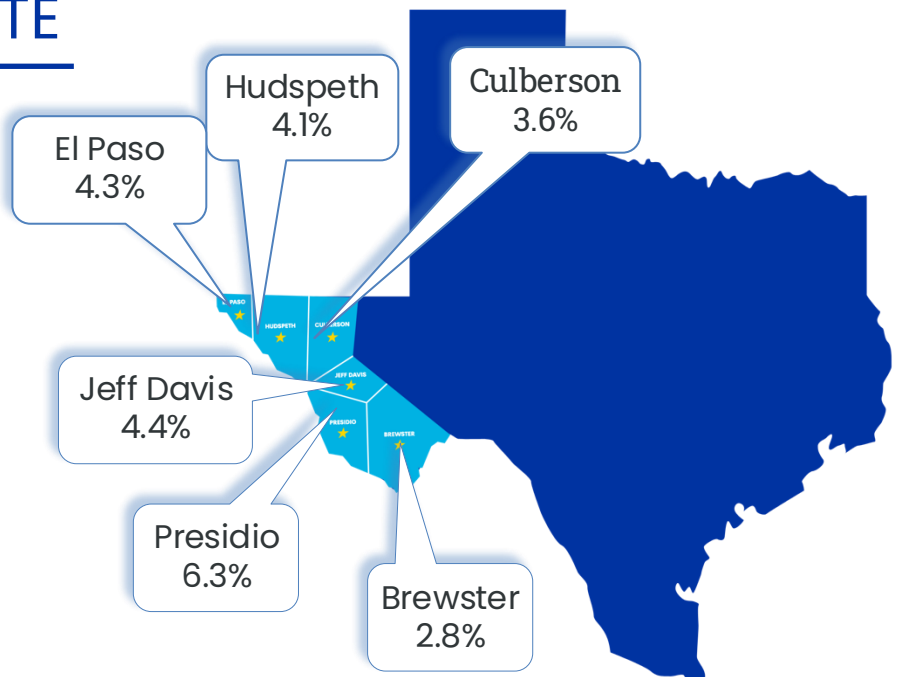 TE
Hudspeth
4.1%
Culberson
3.6%
El Paso
4.3%
PASO
HUDSPETH
JEFF DAVIS
Jeff Davis
4.4%
PRESIDIO
BREWSTER
Presidio
6.3%
Brewster
2.8%